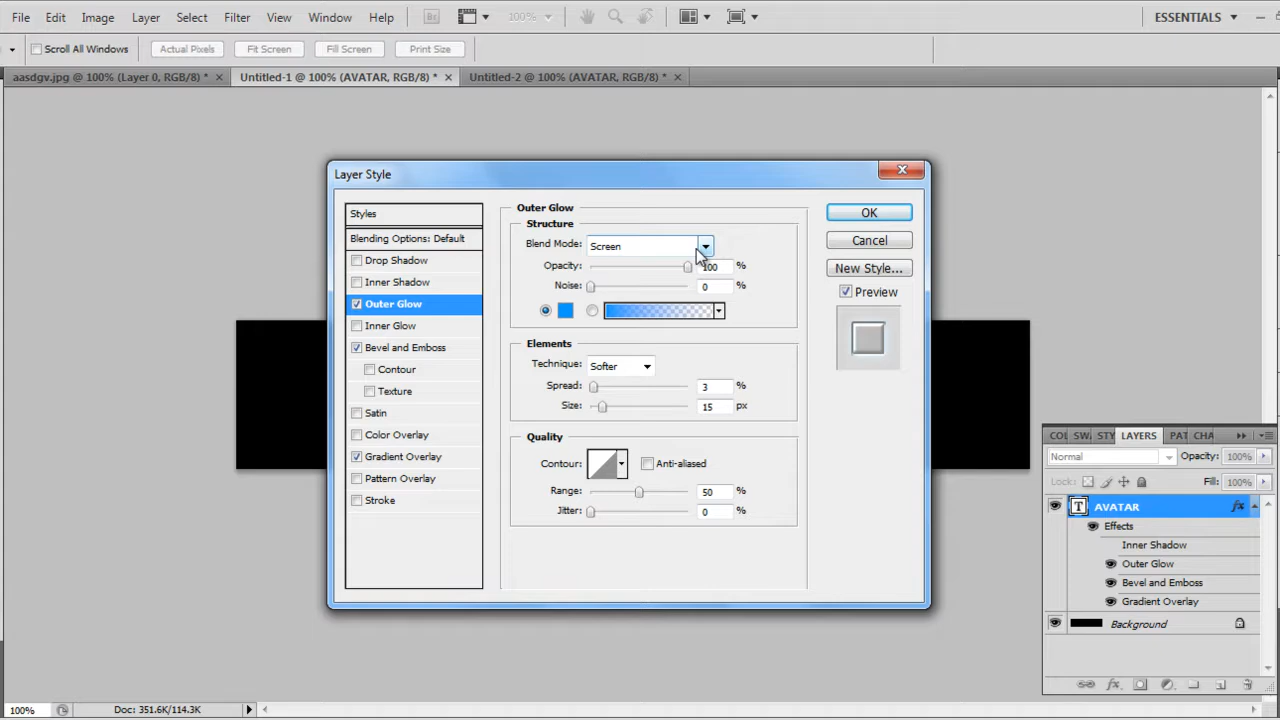 File Edit Image Layer Select Filter View Window Help Br 100% ESSENTIALS
Scroll All Windows Actual Pixels Fit Screen Fill Screen Print Size
aasdgv.jpg @ 100% (Layer 0, RGB/8) * Untitled-1 @ 100% (AVATAR, RGB/8) * Untitled-2 @ 100% (AVATAR, RGB/8) *
Layer Style
Styles
Blending Options: Default
Drop Shadow
Inner Shadow
Outer Glow
Inner Glow
Bevel and Emboss
Contour
Texture
Satin
Color Overlay
Gradient Overlay
Pattern Overlay
Stroke
Outer Glow
Structure
Blend Mode: Screen
Opacity: 100 %
Noise: 0 %
Elements
Technique: Softer
Spread: 3 %
Size: 15 px
Quality
Contour: Anti-aliased
Range: 50 %
Jitter: 0 %
OK
Cancel
New Style...
Preview
COL SWA STY LAYERS PAT CHA
Normal Opacity: 100%
Lock: Fill: 100%
T AVATAR fx
Effects
Inner Shadow
Outer Glow
Bevel and Emboss
Gradient Overlay
Background
fx
100% Doc: 351.6K/114.3K